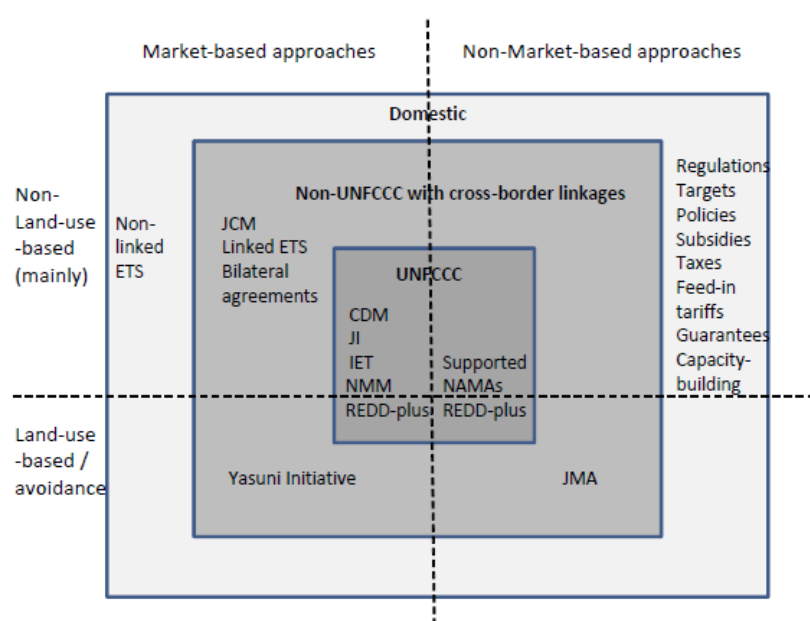 Market-based approaches
Non-Market-based approaches
Domestic
Non-UNFCCC with cross-border linkages
UNFCCC
Non-
Land-use
-based
(mainly)
Non-
linked
ETS
JCM
Linked ETS
Bilateral
agreements
CDM
JI
IET
NMM
REDD-plus
Supported
NAMAs
REDD-plus
Regulations
Targets
Policies
Subsidies
Taxes
Feed-in
tariffs
Guarantees
Capacity-
building
Land-use
-based /
avoidance
Yasuni Initiative
JMA